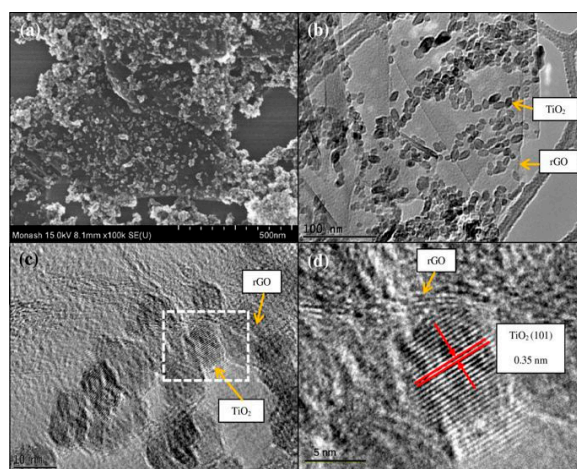 (a)
Monash 15.0kV 8.1mm x100k SE(U)
500nm
(b)
TiO₂
rGO
100 nm
(c)
rGO
TiO₂
10 nm
(d)
rGO
TiO₂ (101)
0.35 nm
5 nm